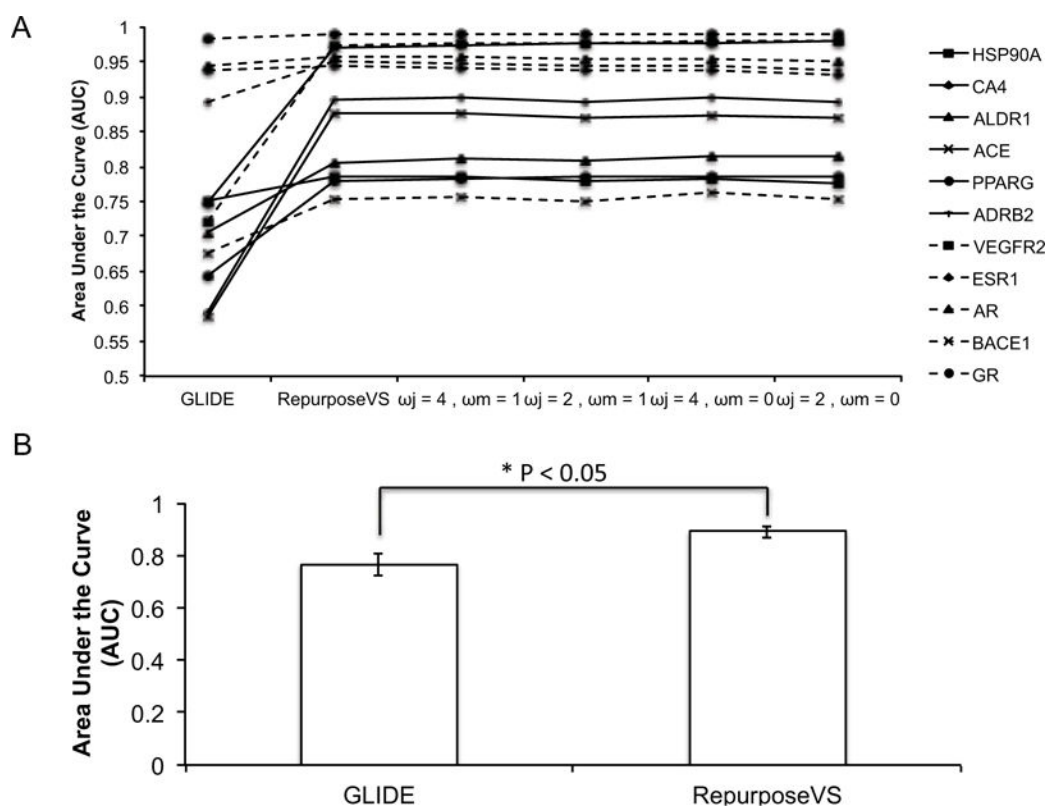 A
Area Under the Curve (AUC)
1
0.95
0.9
0.85
0.8
0.75
0.7
0.65
0.6
0.55
0.5
GLIDE RepurposeVS ωj = 4 , ωm = 1 ωj = 2 , ωm = 1 ωj = 4 , ωm = 0 ωj = 2 , ωm = 0
HSP90A
CA4
ALDR1
ACE
PPARG
ADRB2
VEGFR2
ESR1
AR
BACE1
GR
B
* P < 0.05
Area Under the Curve
(AUC)
1
0.8
0.6
0.4
0.2
0
GLIDE RepurposeVS